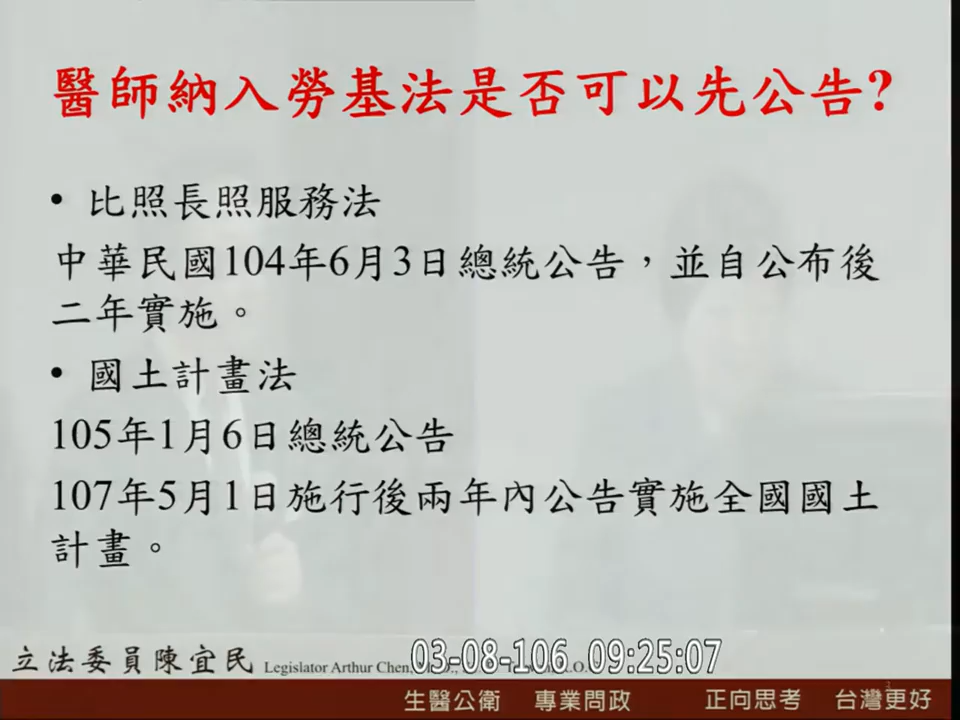 醫師納入勞基法是否可以先公告?
• 比照長照服務法
中華民國104年6月3日總統公告，並自公布後
二年實施。
• 國土計畫法
105年1月6日總統公告
107年5月1日施行後兩年內公告實施全國國土
計畫。
立法委員陳宜民 Legislator Arthur Chen,
03-08-106 09:25:07
生醫公衛 專業問政 正向思考 台灣更好